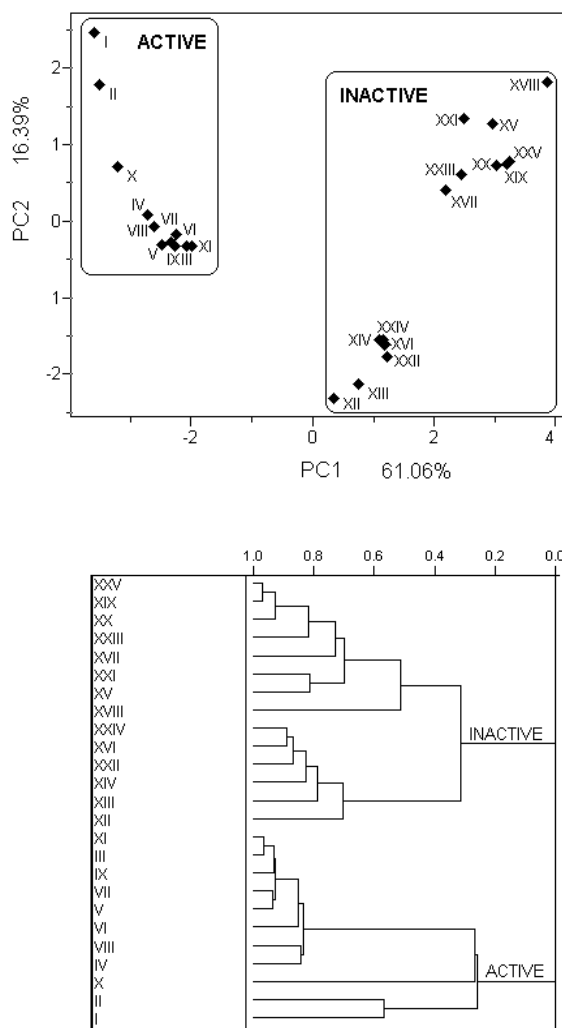 ACTIVE
INACTIVE
I
II
X
IV
VII
VI
VIII
V
IX
III
XI
XVIII
XXI
XV
XXV
XX
XXIII
XIX
XVII
XXIV
XIV
XVI
XXII
XIII
XII
2
1
0
-1
-2
PC2 16.39%
-2 0 2 4
PC1 61.06%
1.0 0.8 0.6 0.4 0.2 0.0
XXV
XIX
XX
XXIII
XVII
XXI
XV
XVIII
XXIV
XVI
XXII
XIV
XIII
XII
XI
III
IX
VII
V
VI
VIII
IV
X
II
I
INACTIVE
ACTIVE